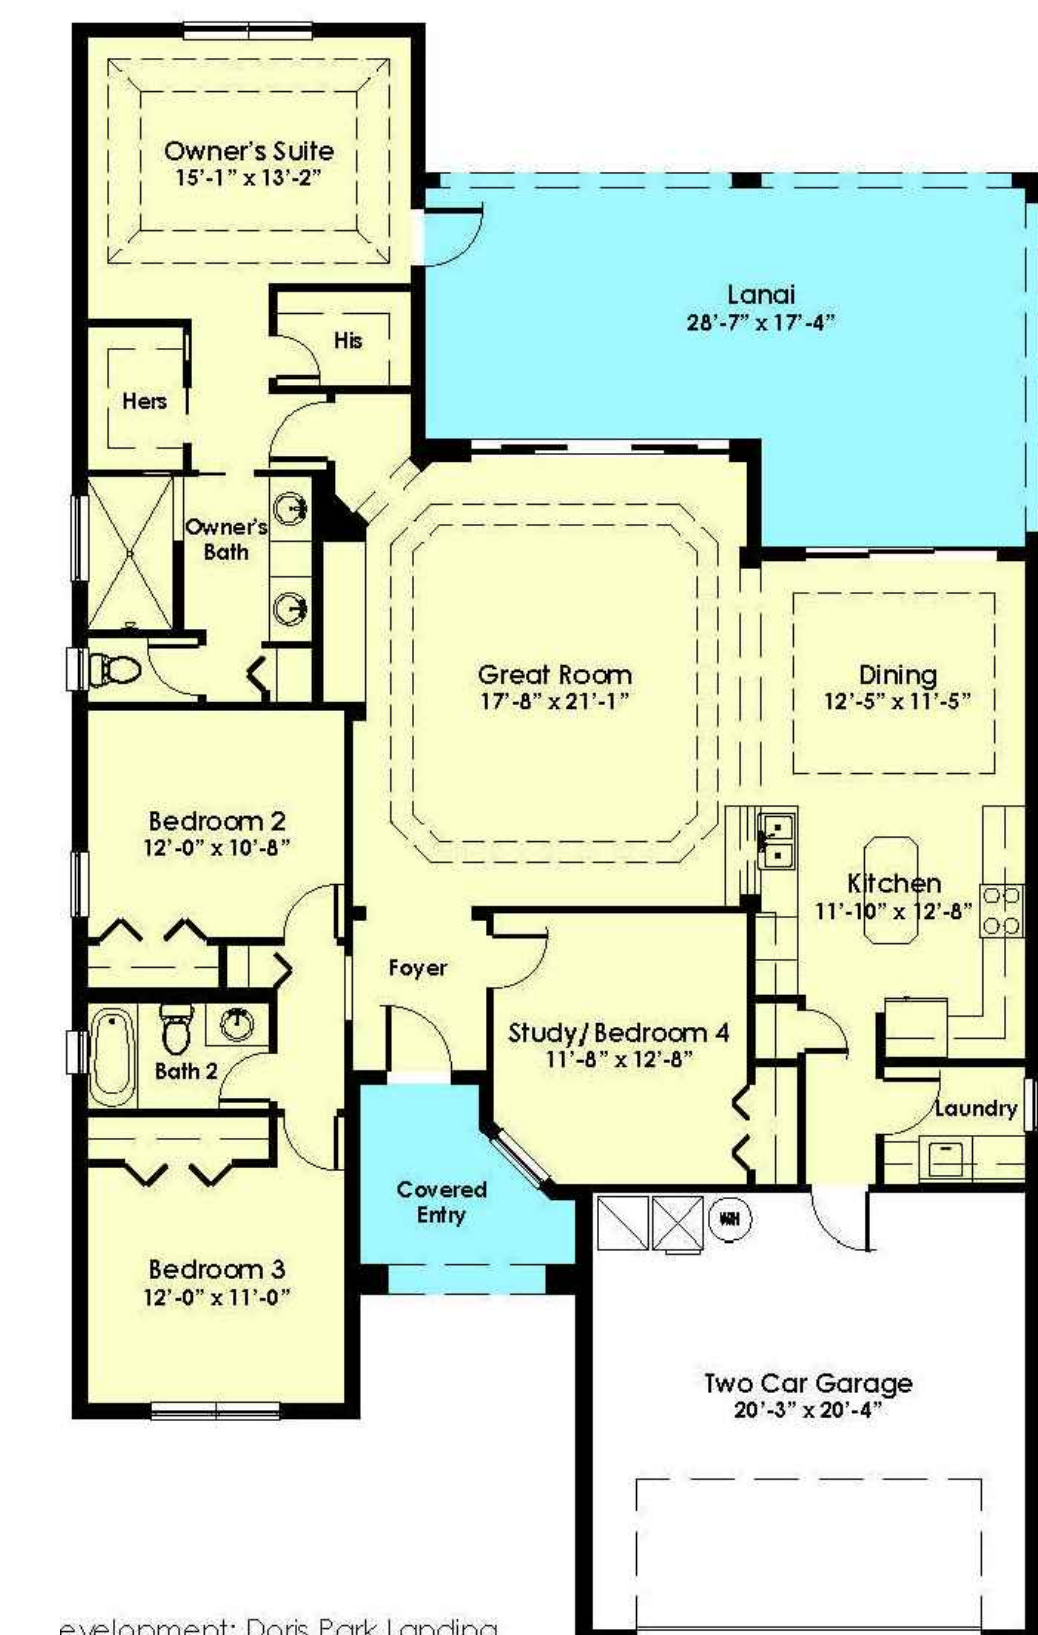 Owner's Suite
15'-1" x 13'-2"
Lanai
28'-7" x 17'-4"
His
Hers
Owner's
Bath
Great Room
17'-8" x 21'-1"
Dining
12'-5" x 11'-5"
Bedroom 2
12'-0" x 10'-8"
Kitchen
11'-10" x 12'-8"
Foyer
Study/Bedroom 4
11'-8" x 12'-8"
Bath 2
Laundry
Covered
Entry
WH
Bedroom 3
12'-0" x 11'-0"
Two Car Garage
20'-3" x 20'-4"
evelopment: Doris Park Landing